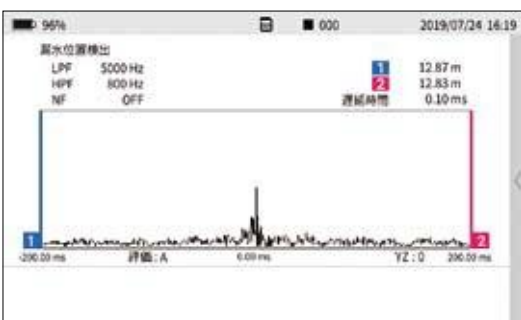 96% 000 2019/07/24 16:19
漏水位置検出
LPF 5000 Hz 1 12.87 m
HPF 800 Hz 2 12.83 m
NF OFF 遅延時間 0.10 ms
1 2
-200.00 ms 評価:A 0.00 ms YZ:0 200.00 ms